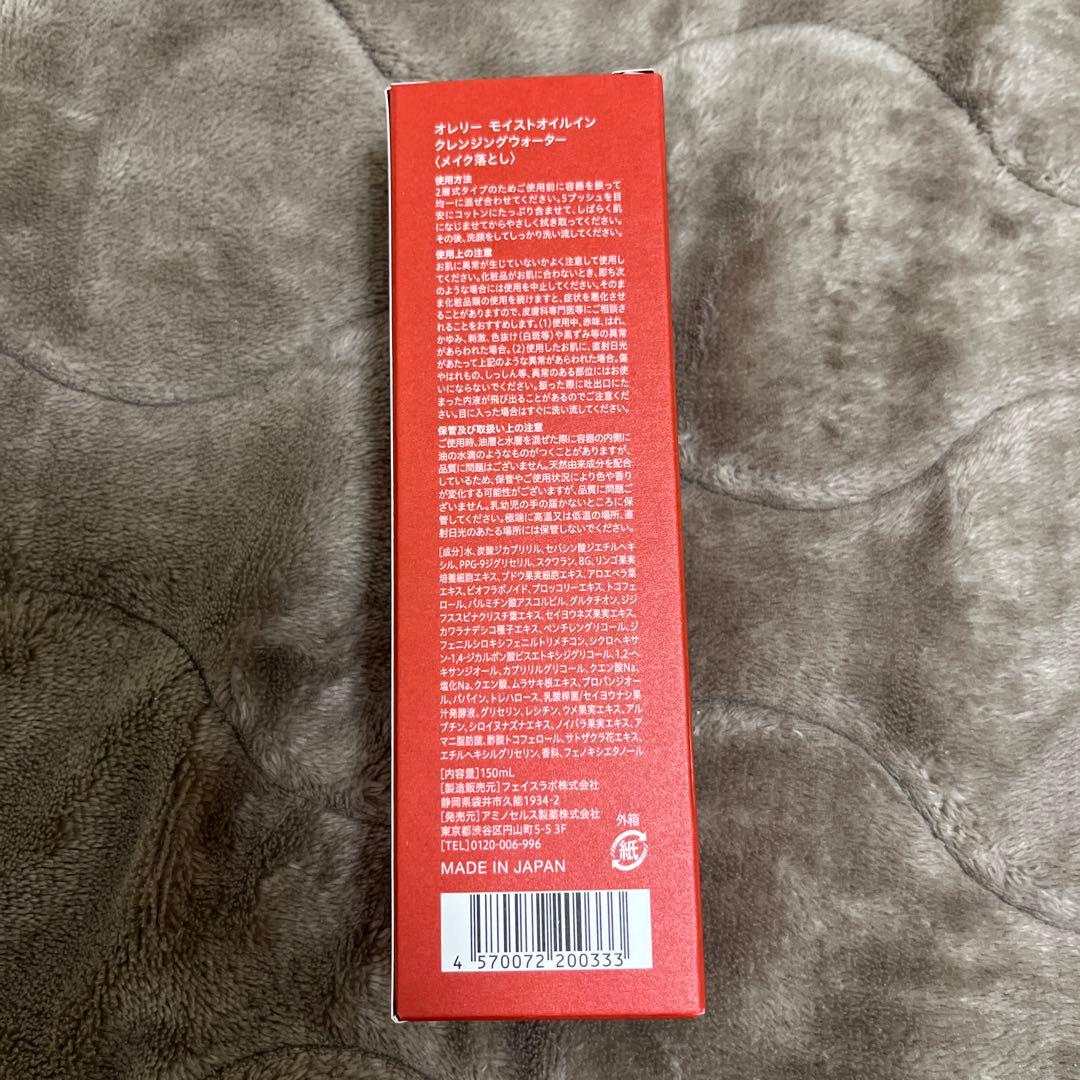 オレリー モイストオイルイン
クレンジングウォーター
〈メイク落とし〉
使用方法
2層式タイプのためご使用前に容器を振って
均一に混ぜ合わせてください。5プッシュを目
安にコットンにたっぷり含ませて、しばらく肌
になじませてからやさしく拭き取ってください。
その後、洗顔をしてしっかり洗い流してください。
使用上の注意
お肌に異常が生じていないかよく注意して使用し
てください。化粧品がお肌に合わないとき、即ち次
のような場合には使用を中止してください。そのま
ま化粧品類の使用を続けますと、症状を悪化させ
ることがありますので、皮膚科専門医等にご相談さ
れることをおすすめします。(1)使用中、赤味、はれ、
かゆみ、刺激、色抜け(白斑等)や黒ずみ等の異常
があらわれた場合。(2)使用したお肌に、直射日光
があたって上記のような異常があらわれた場合。傷
やはれもの、しっしん等、異常のある部位にはお使
いにならないでください。振った際に吐出口にた
まった内液が飛び出ることがあるのでご注意くだ
さい。目に入った場合はすぐに洗い流してください。
保管及び取扱い上の注意
ご使用時、油層と水層を混ぜた際に容器の内側に
油の水滴のようなものがつくことがありますが、
品質に問題はございません。天然由来成分を配合
しているため、保管やご使用状況により色や香り
が変化する可能性がございますが、品質に問題ご
ざいません。乳幼児の手の届かないところに保
管してください。極端に高温又は低温の場所、直
射日光のあたる場所には保管しないでください。
[成分]水、炭酸ジカプリリル、セバシン酸ジエチルヘキ
シル、PPG-9ジグリセリル、スクワラン、BG、リンゴ果実
培養細胞エキス、ブドウ果実細胞エキス、アロエベラ葉
エキス、ビオフラボノイド、ブロッコリーエキス、トコフェ
ロール、パルミチン酸アスコルビル、グルタチオン、ジジ
フススピナクリスチ葉エキス、セイヨウネズ果実エキス、
カワラナデシコ種子エキス、ペンチレングリコール、ジ
フェニルシロキシフェニルトリメチコン、シクロヘキサ
ン-1,4-ジカルボン酸ビスエトキシジグリコール、1,2-ヘ
キサンジオール、カプリリルグリコール、クエン酸Na、
塩化Na、クエン酸、ムラサキ根エキス、プロパンジオー
ル、パパイン、トレハロース、乳酸桿菌/セイヨウナシ果
汁発酵液、グリセリン、レシチン、ウメ果実エキス、アル
ブチン、シロイヌナズナエキス、ノイバラ果実エキス、ア
マニ脂肪酸、酢酸トコフェロール、サトザクラ花エキス、
エチルヘキシルグリセリン、香料、フェノキシエタノール
[内容量]150mL
[製造販売元]フェイスラボ株式会社
静岡県袋井市久能1934-2
[発売元]アミノセルス製薬株式会社
東京都渋谷区円山町5-5 3F
[TEL]0120-006-996
外箱
紙
MADE IN JAPAN
4 570072 200333